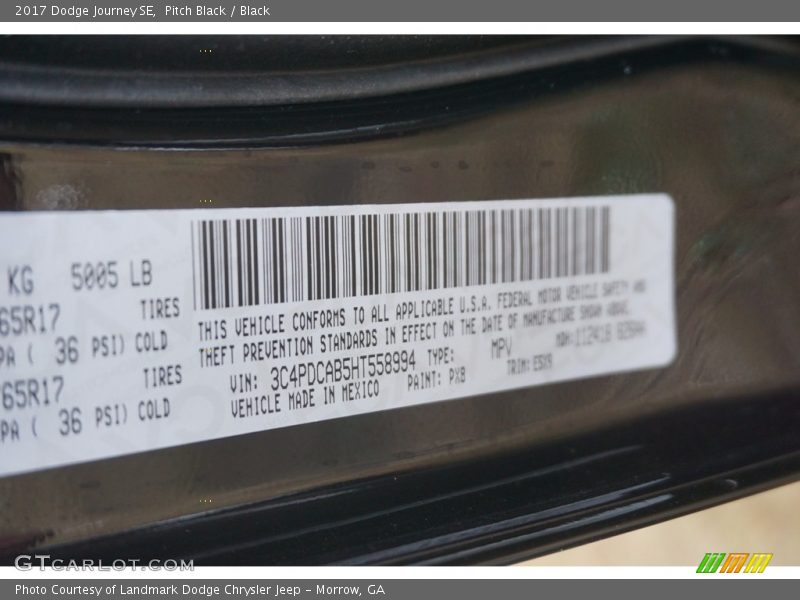 2017 Dodge Journey SE, Pitch Black / Black
KG 5005 LB
65R17 TIRES
PA ( 36 PSI) COLD
65R17 TIRES
PA ( 36 PSI) COLD
THIS VEHICLE CONFORMS TO ALL APPLICABLE U.S.A. FEDERAL MOTOR VEHICLE SAFETY AND
THEFT PREVENTION STANDARDS IN EFFECT ON THE DATE OF MANUFACTURE SHOWN ABOVE.
VIN: 3C4PDCAB5HT558994 TYPE: MPV
VEHICLE MADE IN MEXICO PAINT: PX8 TRIM: E5X9 MDH:
GTCARLOT.COM
Photo Courtesy of Landmark Dodge Chrysler Jeep – Morrow, GA